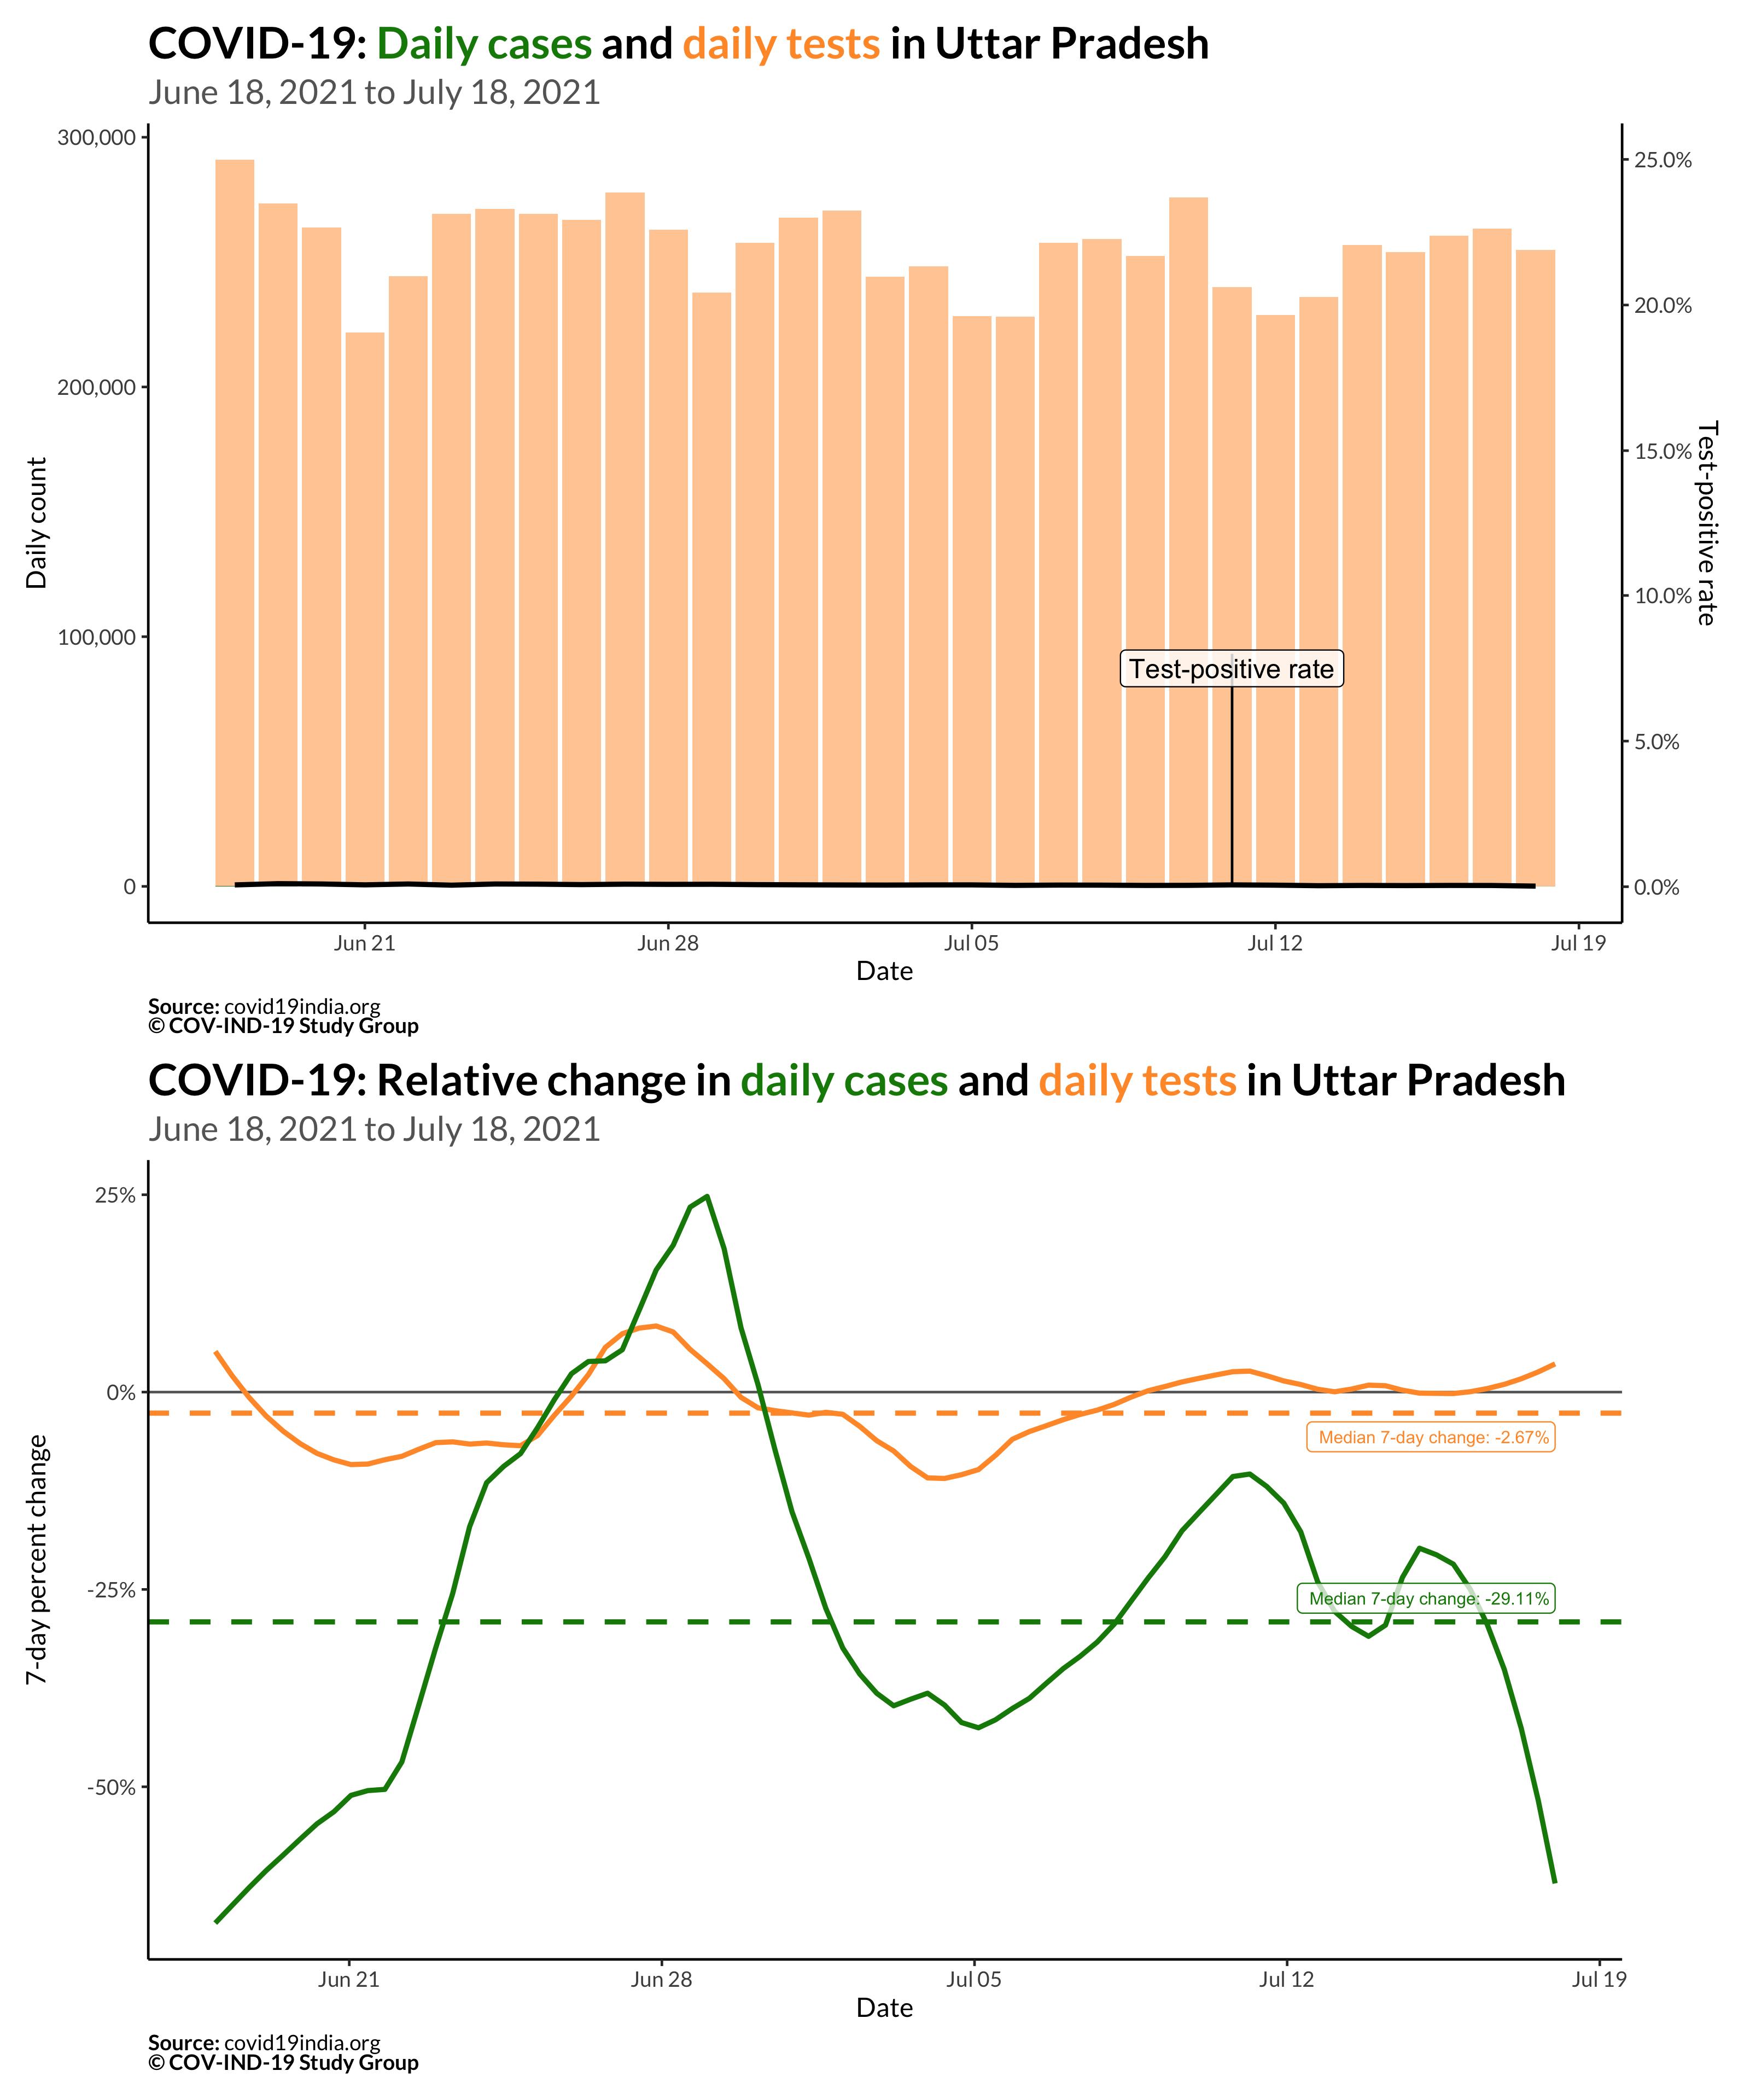 COVID-19: Daily cases and daily tests in Uttar Pradesh
June 18, 2021 to July 18, 2021
300,000
200,000
100,000
0
Daily count
25.0%
20.0%
15.0%
10.0%
5.0%
0.0%
Test-positive rate
Test-positive rate
Jun 21
Jun 28
Jul 05
Jul 12
Jul 19
Date
Source: covid19india.org
© COV-IND-19 Study Group
COVID-19: Relative change in daily cases and daily tests in Uttar Pradesh
June 18, 2021 to July 18, 2021
25%
0%
-25%
-50%
7-day percent change
Median 7-day change: -2.67%
Median 7-day change: -29.11%
Jun 21
Jun 28
Jul 05
Jul 12
Jul 19
Date
Source: covid19india.org
© COV-IND-19 Study Group